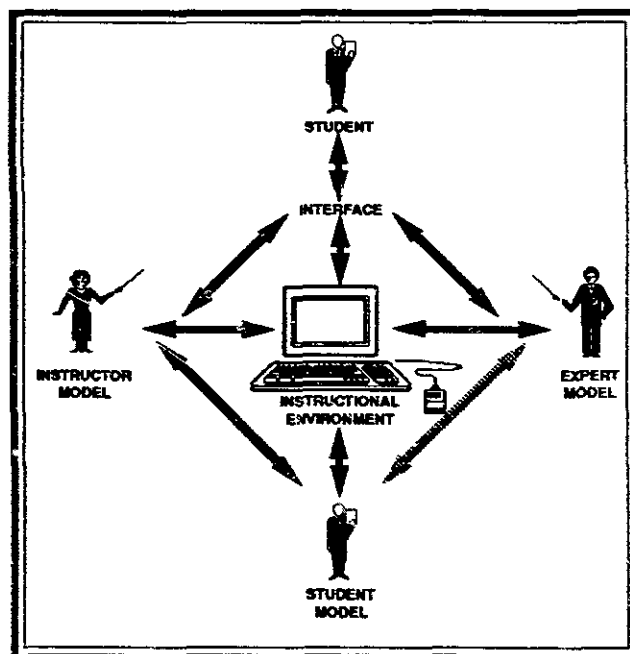 STUDENT
INTERFACE
INSTRUCTOR
MODEL
EXPERT
MODEL
INSTRUCTIONAL
ENVIRONMENT
STUDENT
MODEL